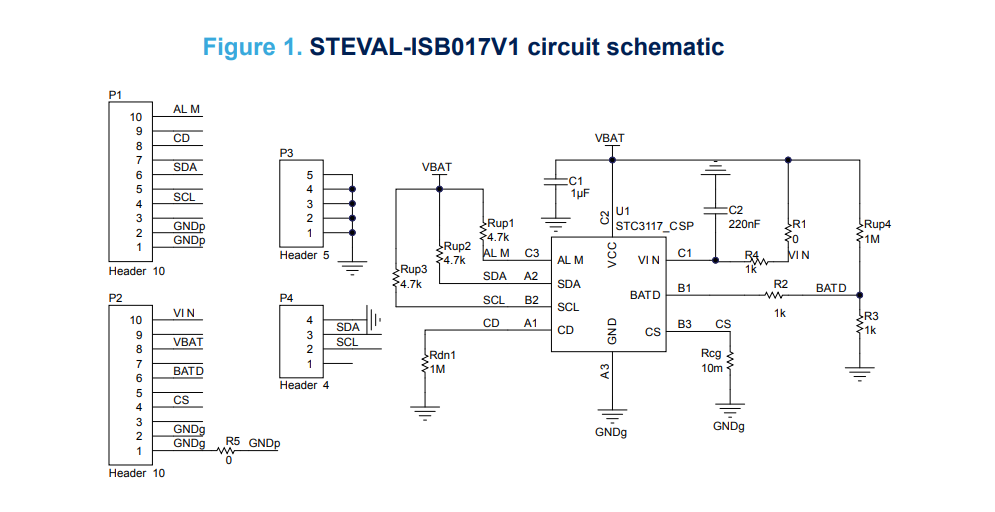 Figure 1. STEVAL-ISB017V1 circuit schematic
P1
10
9
8
7
6
5
4
3
2
1
AL M
CD
SDA
SCL
GNDp
GNDp
Header 10
P2
10
9
8
7
6
5
4
3
2
1
VI N
VBAT
BATD
CS
GNDg
GNDg
R5
0
GNDp
Header 10
P3
5
4
3
2
1
Header 5
P4
4
3
2
1
SDA
SCL
Header 4
VBAT
Rup1
4.7k
Rup2
4.7k
Rup3
4.7k
AL M C3
SDA A2
SCL B2
CD A1
Rdn1
1M
VBAT
C1
1µF
C2
U1
STC3117_CSP
VCC
AL M
SDA
SCL
CD
VI N
BATD
CS
GND
A3
GNDg
C1
B1
B3 CS
C2
220nF
R4
1k
R1
0
VI N
R2
1k
BATD
Rup4
1M
R3
1k
Rcg
10m
GNDg